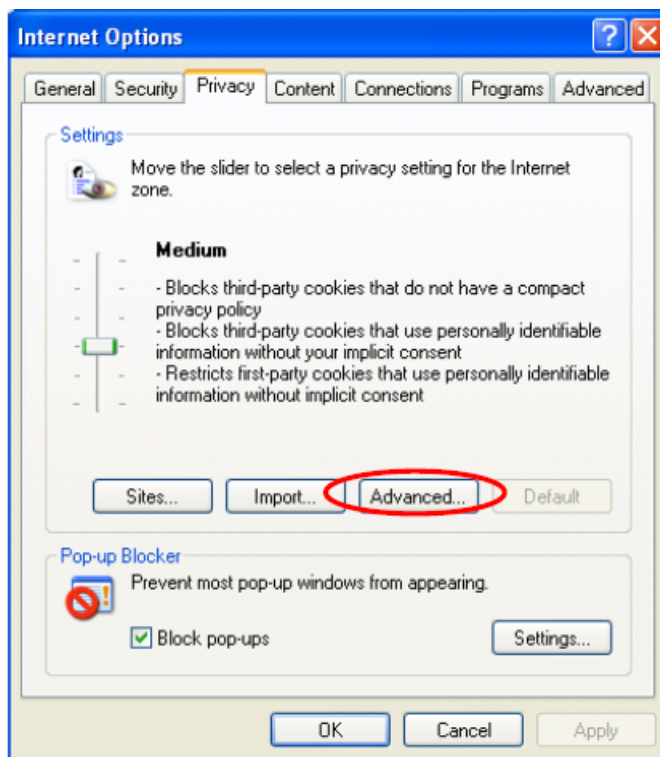 Internet Options
General Security Privacy Content Connections Programs Advanced
Settings
Move the slider to select a privacy setting for the Internet
zone.
Medium
- Blocks third-party cookies that do not have a compact
privacy policy
- Blocks third-party cookies that use personally identifiable
information without your implicit consent
- Restricts first-party cookies that use personally identifiable
information without implicit consent
Sites... Import... Advanced... Default
Pop-up Blocker
Prevent most pop-up windows from appearing.
Block pop-ups Settings...
OK Cancel Apply